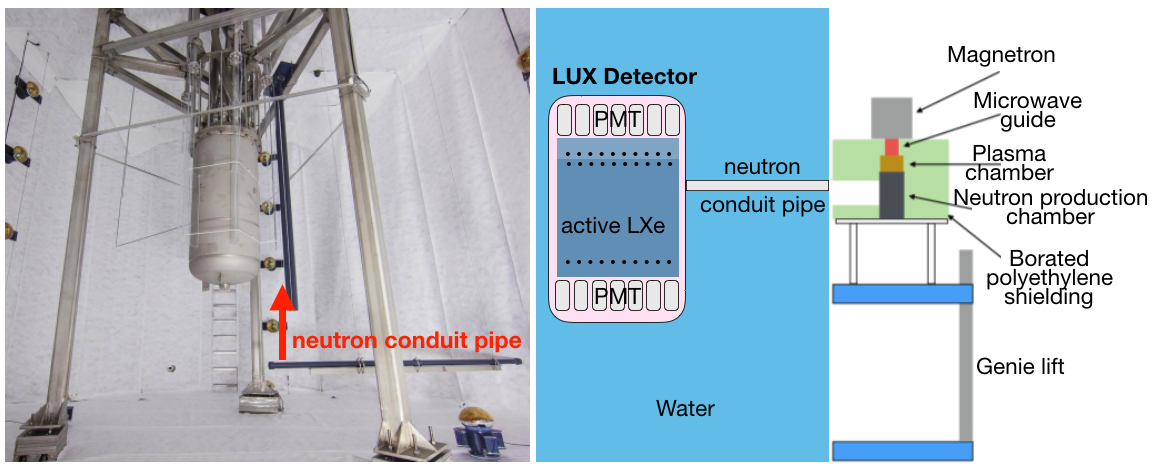 neutron conduit pipe
LUX Detector
PMT
active LXe
PMT
neutron
conduit pipe
Water
Magnetron
Microwave
guide
Plasma
chamber
Neutron production
chamber
Borated
polyethylene
shielding
Genie lift